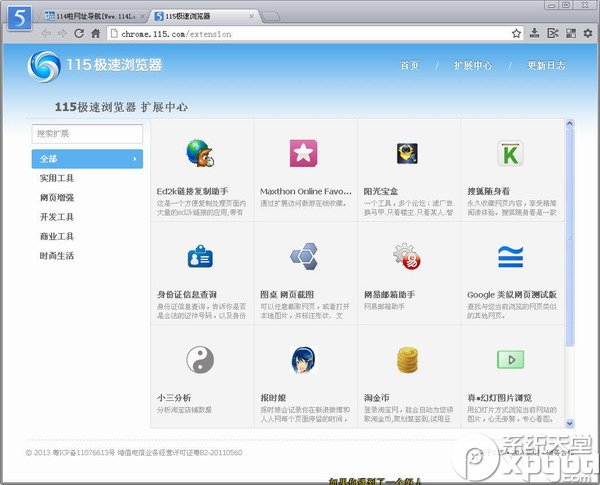 5
114啦网址导航[Www.114La.
115极速浏览器
chrome.115.com/extension
115极速浏览器
首页 / 扩展中心 / 更新日志
115极速浏览器 扩展中心
搜索扩展
全部
实用工具
网页增强
开发工具
商业工具
时尚生活
Ed2k链接复制助手
这是一个方便复制处理页面内
大量的ed2k链接的应用,带有
Maxthon Online Favo...
通过扩展访问傲游在线收藏。
阳光宝盒
一个工具，多个论坛：滤广告
换马甲.只看楼主.只看某人.智
搜狐随身看
永久收藏网页内容，享受精简
阅读体验。搜狐随身看是一款
身份证信息查询
身份证信息查询，告诉你是否
是合法的证件号码，以及身份
图桌 网页截图
可以任意截取网页，或者打开
本地图片，并标注形状、文
网易邮箱助手
网易邮箱助手
Google 类似网页测试版
查找与您当前浏览的网页类似
的其他网页。
小三分析
分析淘宝店铺数据
报时娘
报时娘会记录你在新浪微博和
人人网等个页面停留的时间，
淘金币
登录淘宝网，就会自动为您领
取淘金币,聚划算签到,试用豆
真●幻灯图片浏览
用幻灯片方式浏览当前网站的
图片，心无旁骛，专心看图。
© 2013 粤ICP备11076613号 增值电信业务经营许可证粤B2-20110560
系统天堂
Xpgod.com